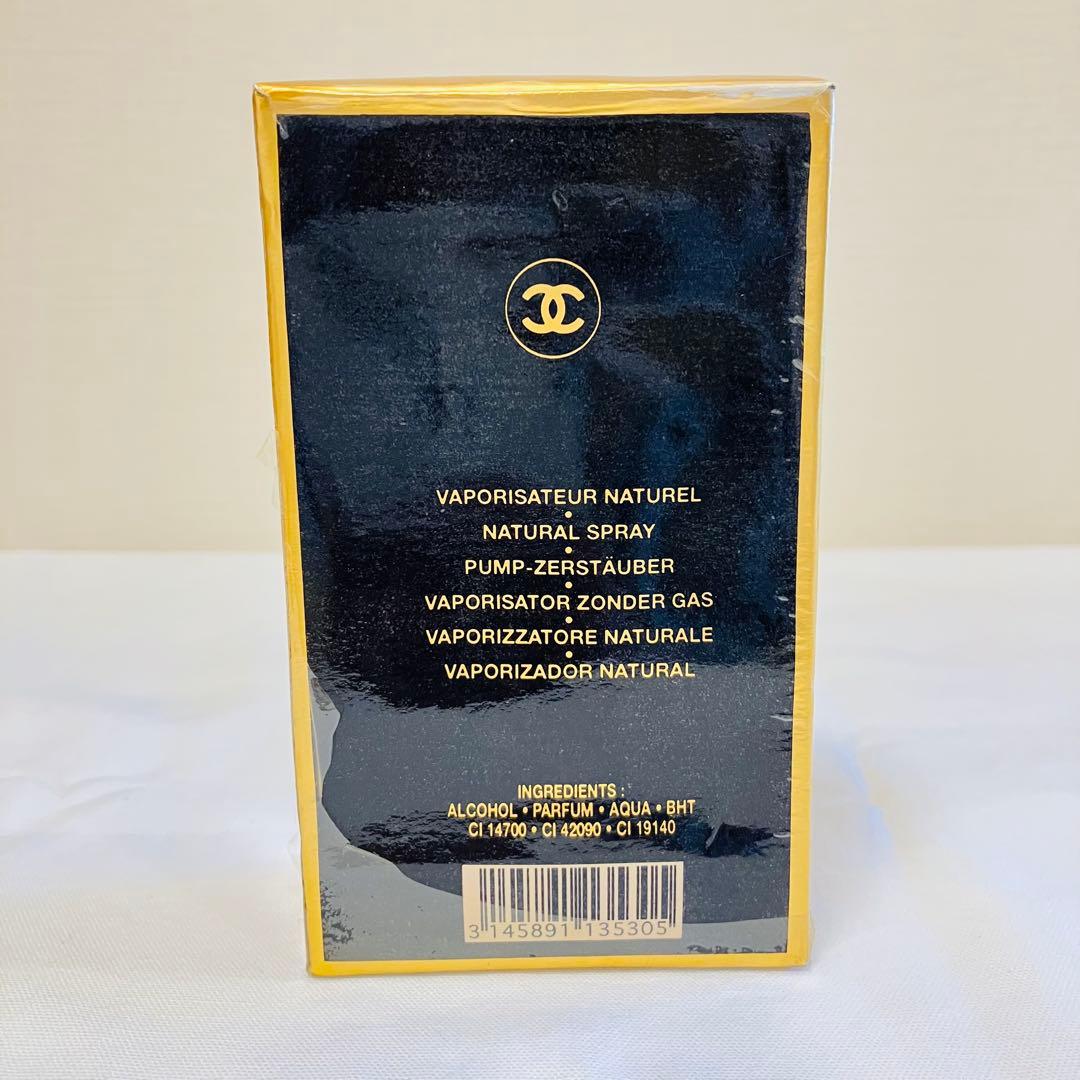 VAPORISATEUR NATUREL
•
NATURAL SPRAY
•
PUMP-ZERSTÄUBER
•
VAPORISATOR ZONDER GAS
•
VAPORIZZATORE NATURALE
•
VAPORIZADOR NATURAL
INGREDIENTS :
ALCOHOL • PARFUM • AQUA • BHT
CI 14700 • CI 42090 • CI 19140
3 145891 135305